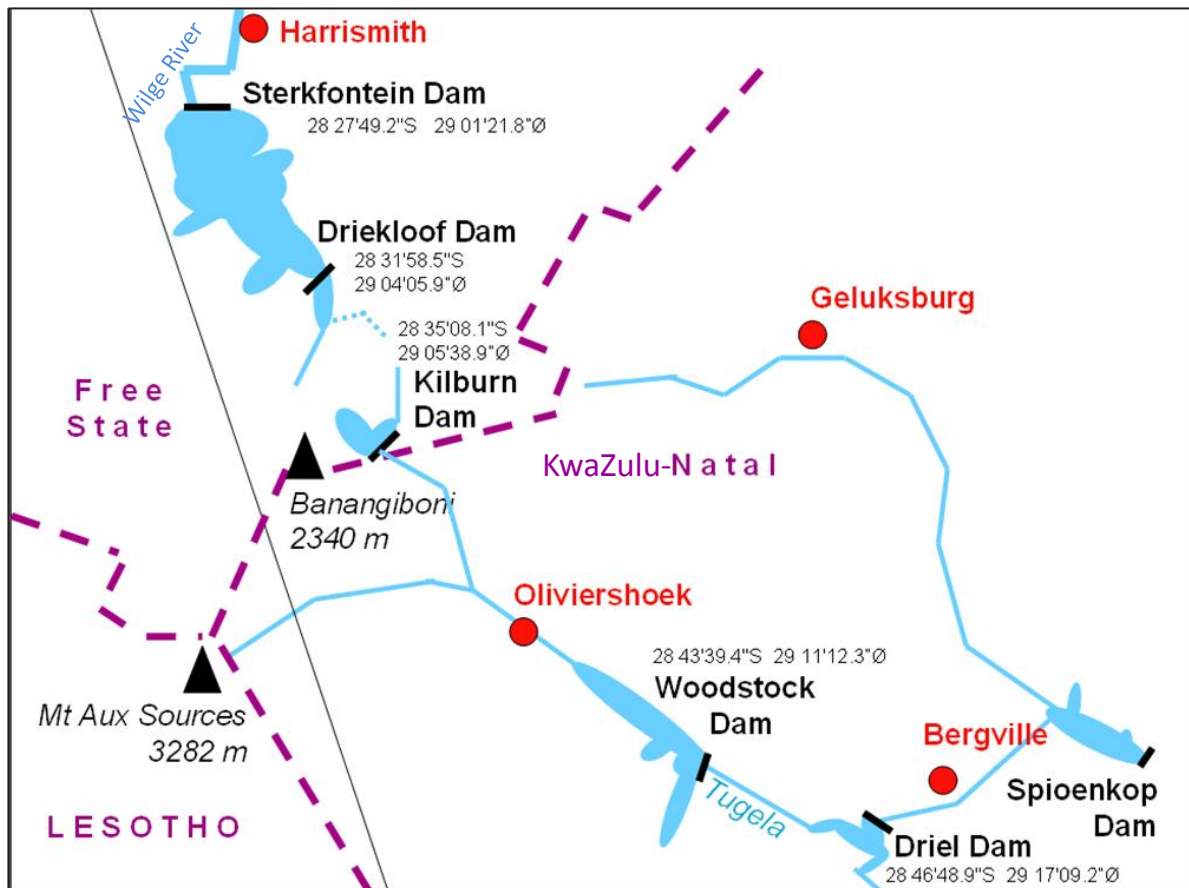 Harrismith
Wilge River
Sterkfontein Dam
28 27'49.2"S 29 01'21.8"Ø
Driekloof Dam
28 31'58.5"S
29 04'05.9"Ø
Geluksburg
28 35'08.1"S
29 05'38.9"Ø
Kilburn
Dam
Free
State
KwaZulu-Natal
Banangiboni
2340 m
Oliviershoek
28 43'39.4"S 29 11'12.3"Ø
Woodstock
Dam
Mt Aux Sources
3282 m
Bergville
Tugela
Spioenkop
Dam
LESOTHO
Driel Dam
28 46'48.9"S 29 17'09.2"Ø